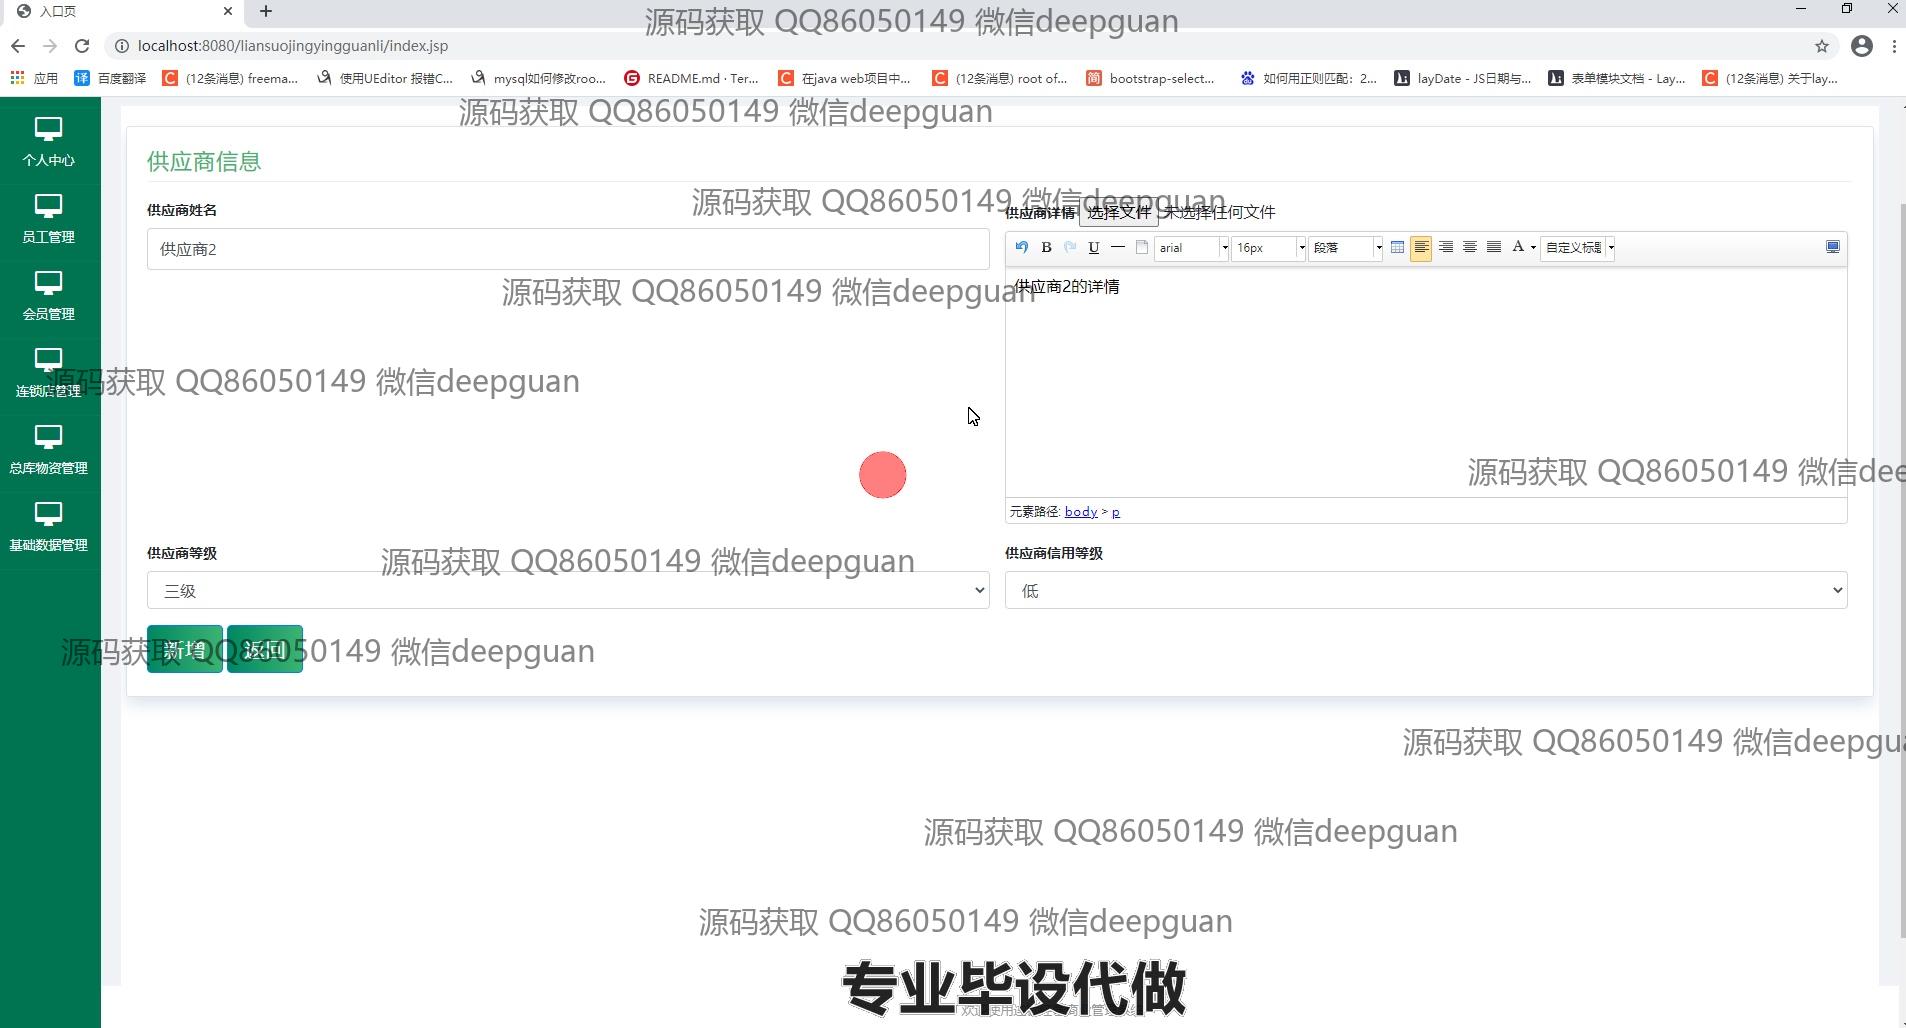 入口页
源码获取 QQ86050149 微信deepguan
localhost:8080/liansuojingyingguanli/index.jsp
应用
百度翻译
(12条消息) freema...
使用UEditor 报错C...
mysql如何修改roo...
README.md · Ter...
在java web项目中...
(12条消息) root of...
bootstrap-select...
如何用正则匹配：2...
layDate - JS日期与...
表单模块文档 - Lay...
(12条消息) 关于lay...
源码获取 QQ86050149 微信deepguan
个人中心
员工管理
会员管理
连锁店管理
总库物资管理
基础数据管理
供应商信息
源码获取 QQ86050149 微信deepguan
供应商姓名
供应商详情 选择文件 未选择任何文件
供应商2
B U arial 16px 段落 A 自定义标题
源码获取 QQ86050149 微信deepguan
供应商2的详情
源码获取 QQ86050149 微信deepguan
源码获取 QQ86050149 微信dee
元素路径: body > p
供应商等级
源码获取 QQ86050149 微信deepguan
供应商信用等级
三级
低
新增 返回
源码获取 QQ86050149 微信deepguan
源码获取 QQ86050149 微信deepgua
源码获取 QQ86050149 微信deepguan
源码获取 QQ86050149 微信deepguan
专业毕设代做